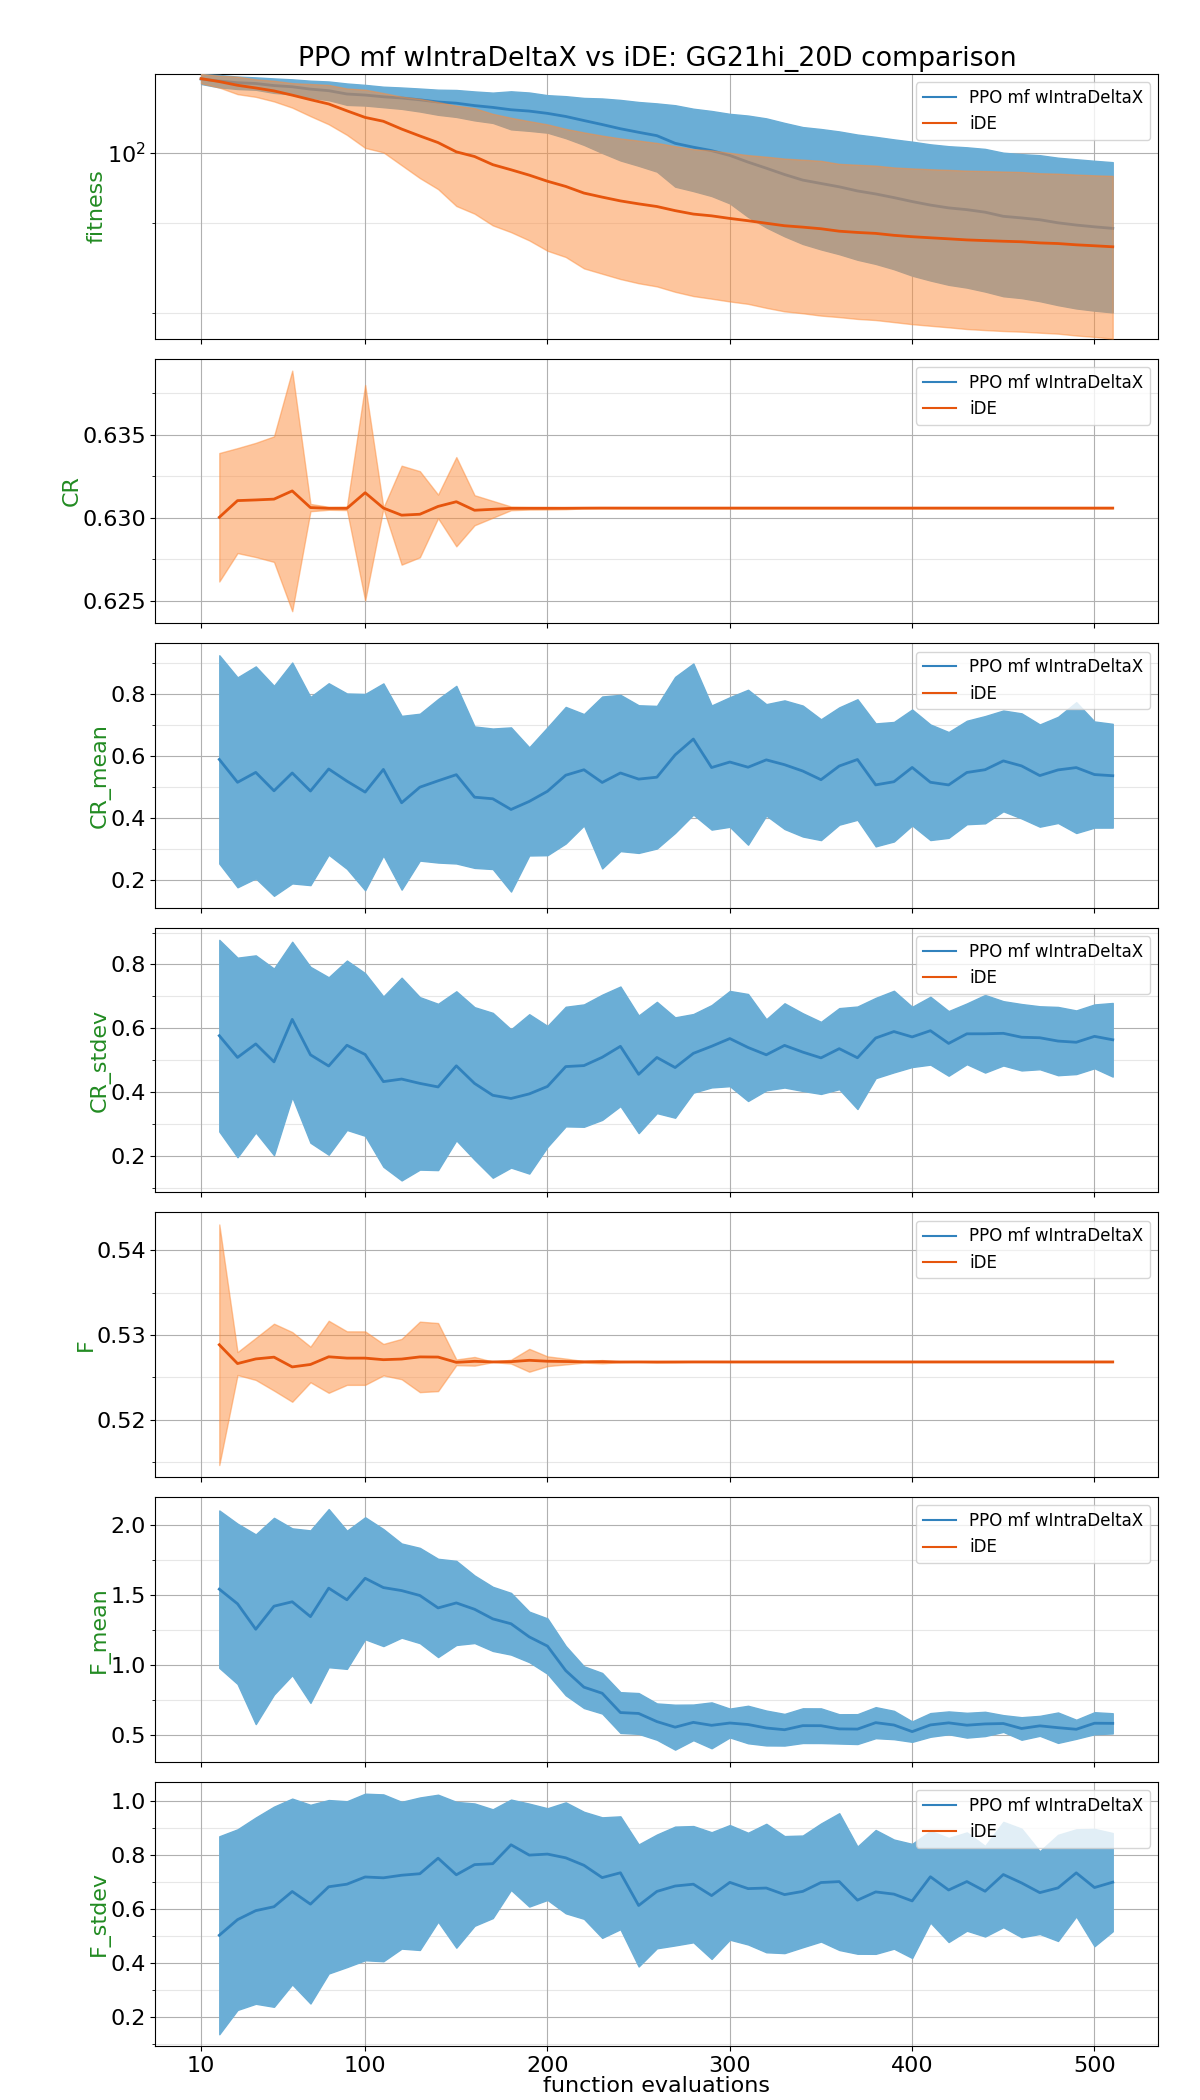 PPO mf wIntraDeltaX vs iDE: GG21hi_20D comparison
PPO mf wIntraDeltaX
iDE
10²
fitness
PPO mf wIntraDeltaX
iDE
0.635
0.630
0.625
CR
PPO mf wIntraDeltaX
iDE
0.8
0.6
0.4
0.2
CR_mean
PPO mf wIntraDeltaX
iDE
0.8
0.6
0.4
0.2
CR_stdev
PPO mf wIntraDeltaX
iDE
0.54
0.53
0.52
F
PPO mf wIntraDeltaX
iDE
2.0
1.5
1.0
0.5
F_mean
PPO mf wIntraDeltaX
iDE
1.0
0.8
0.6
0.4
0.2
F_stdev
10 100 200 300 400 500
function evaluations